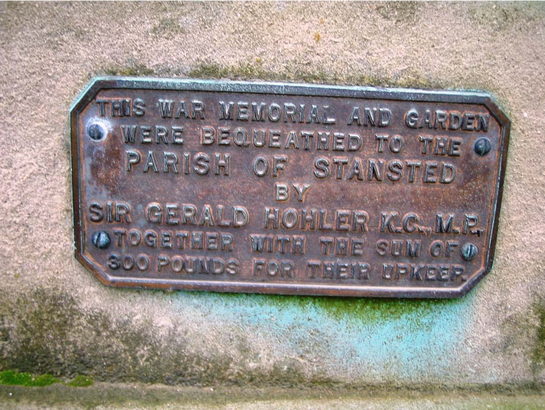 THIS WAR MEMORIAL AND GARDEN
WERE BEQUEATHED TO THE
PARISH OF STANSTED
BY
SIR GERALD HOHLER K.C., M.P.
TOGETHER WITH THE SUM OF
300 POUNDS FOR THEIR UPKEEP